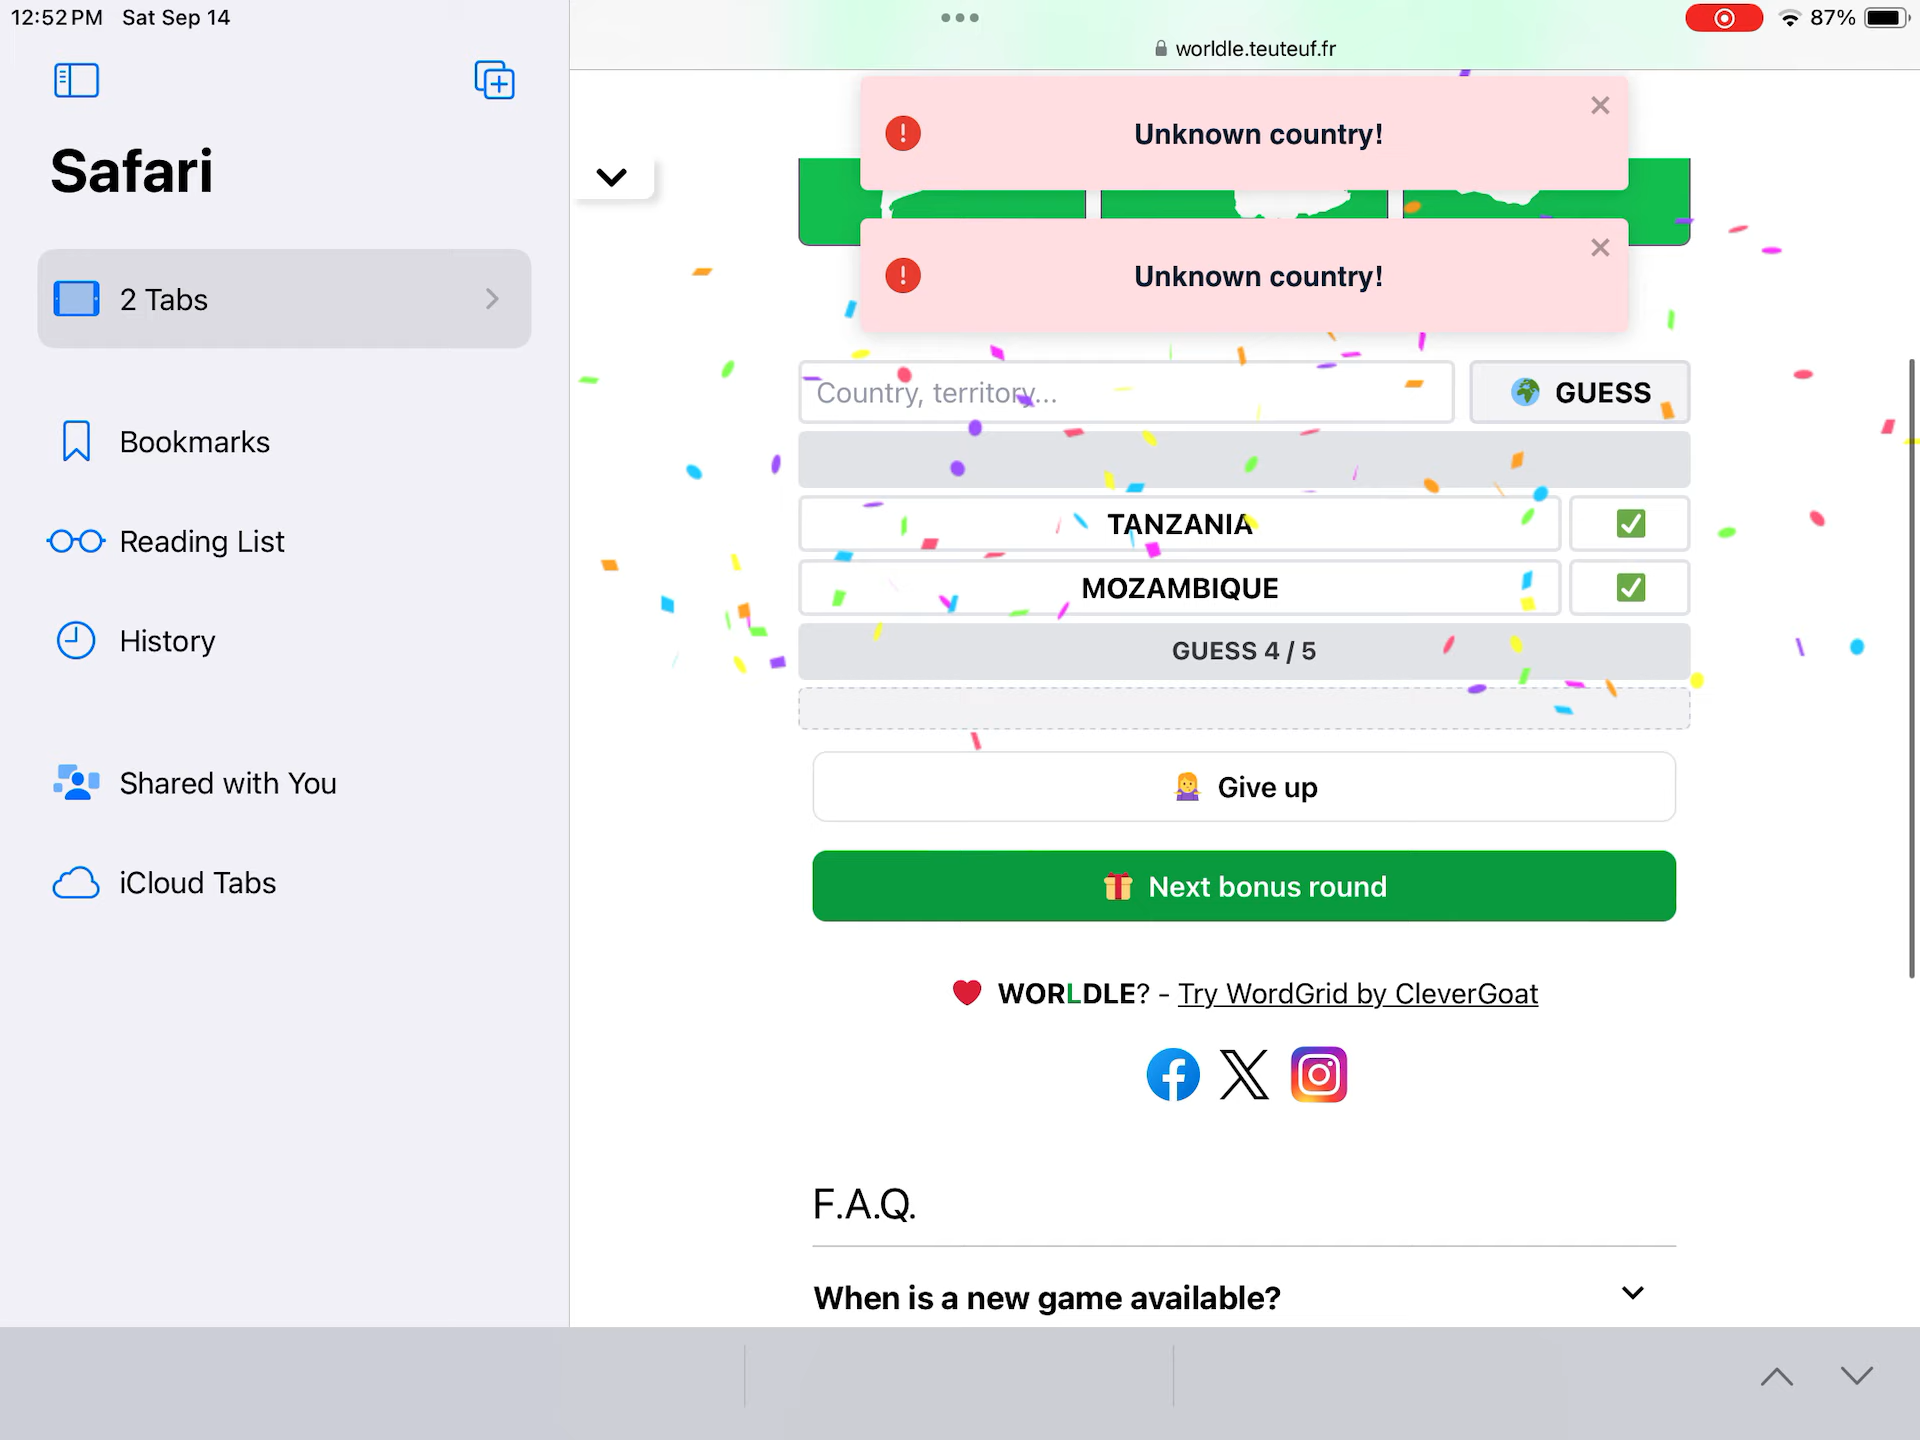 12:52 PM Sat Sep 14
87%
worldle.teuteuf.fr
Safari
2 Tabs
Bookmarks
Reading List
History
Shared with You
iCloud Tabs
Unknown country!
Unknown country!
Country, territory...
GUESS
TANZANIA
MOZAMBIQUE
GUESS 4 / 5
Give up
Next bonus round
WORLDLE? - Try WordGrid by CleverGoat
F.A.Q.
When is a new game available?